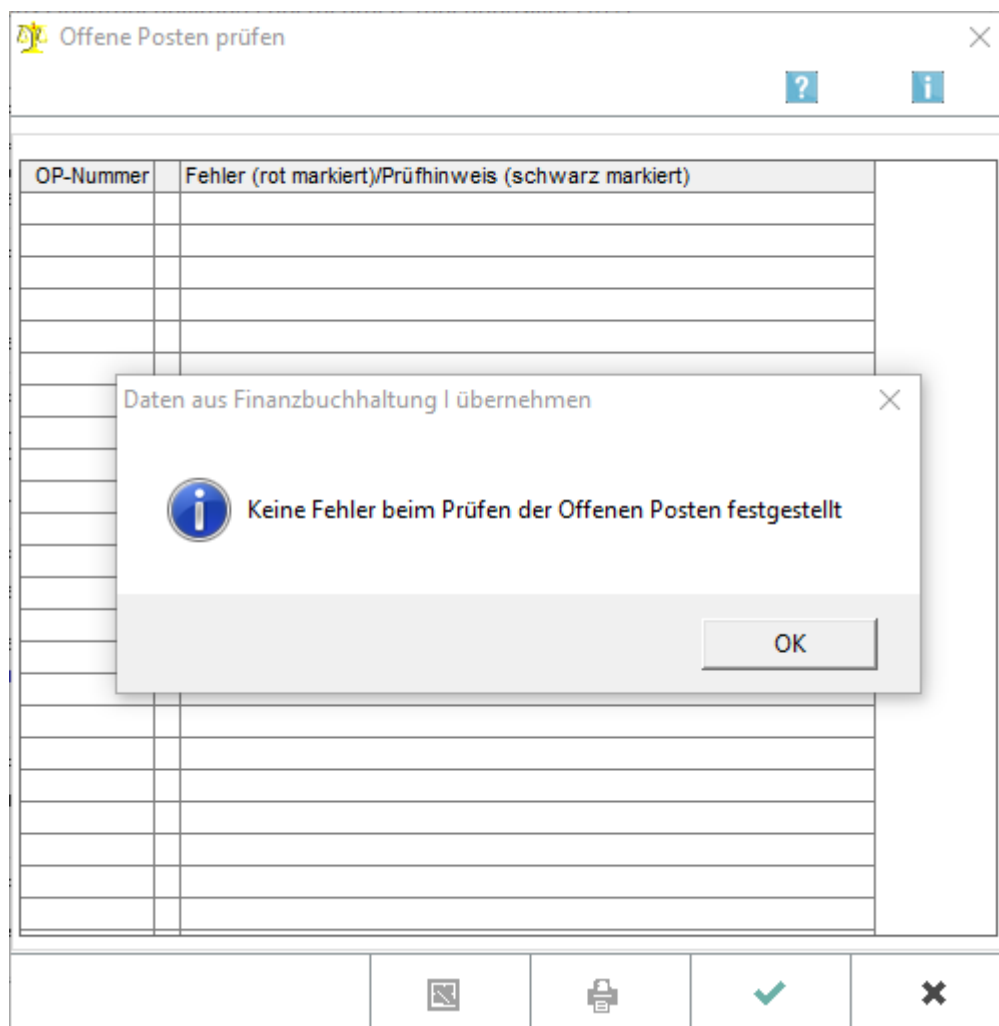 Offene Posten prüfen
?
i
OP-Nummer Fehler (rot markiert)/Prüfhinweis (schwarz markiert)
Daten aus Finanzbuchhaltung I übernehmen
Keine Fehler beim Prüfen der Offenen Posten festgestellt
OK